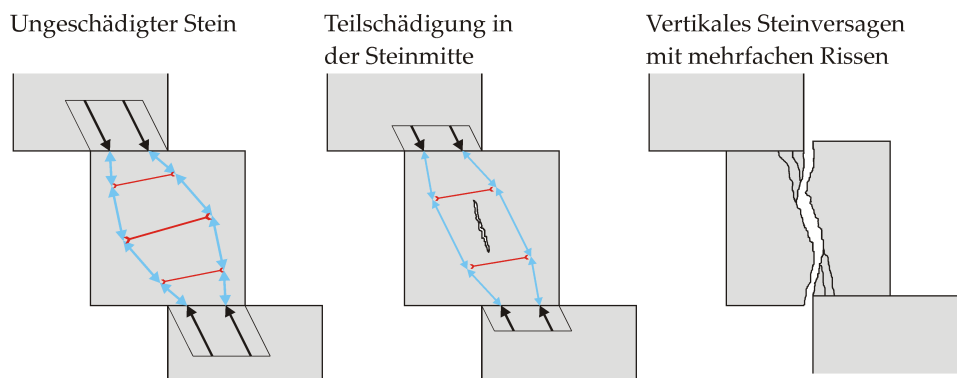 Ungeschädigter Stein
Teilschädigung in
der Steinmitte
Vertikales Steinversagen
mit mehrfachen Rissen